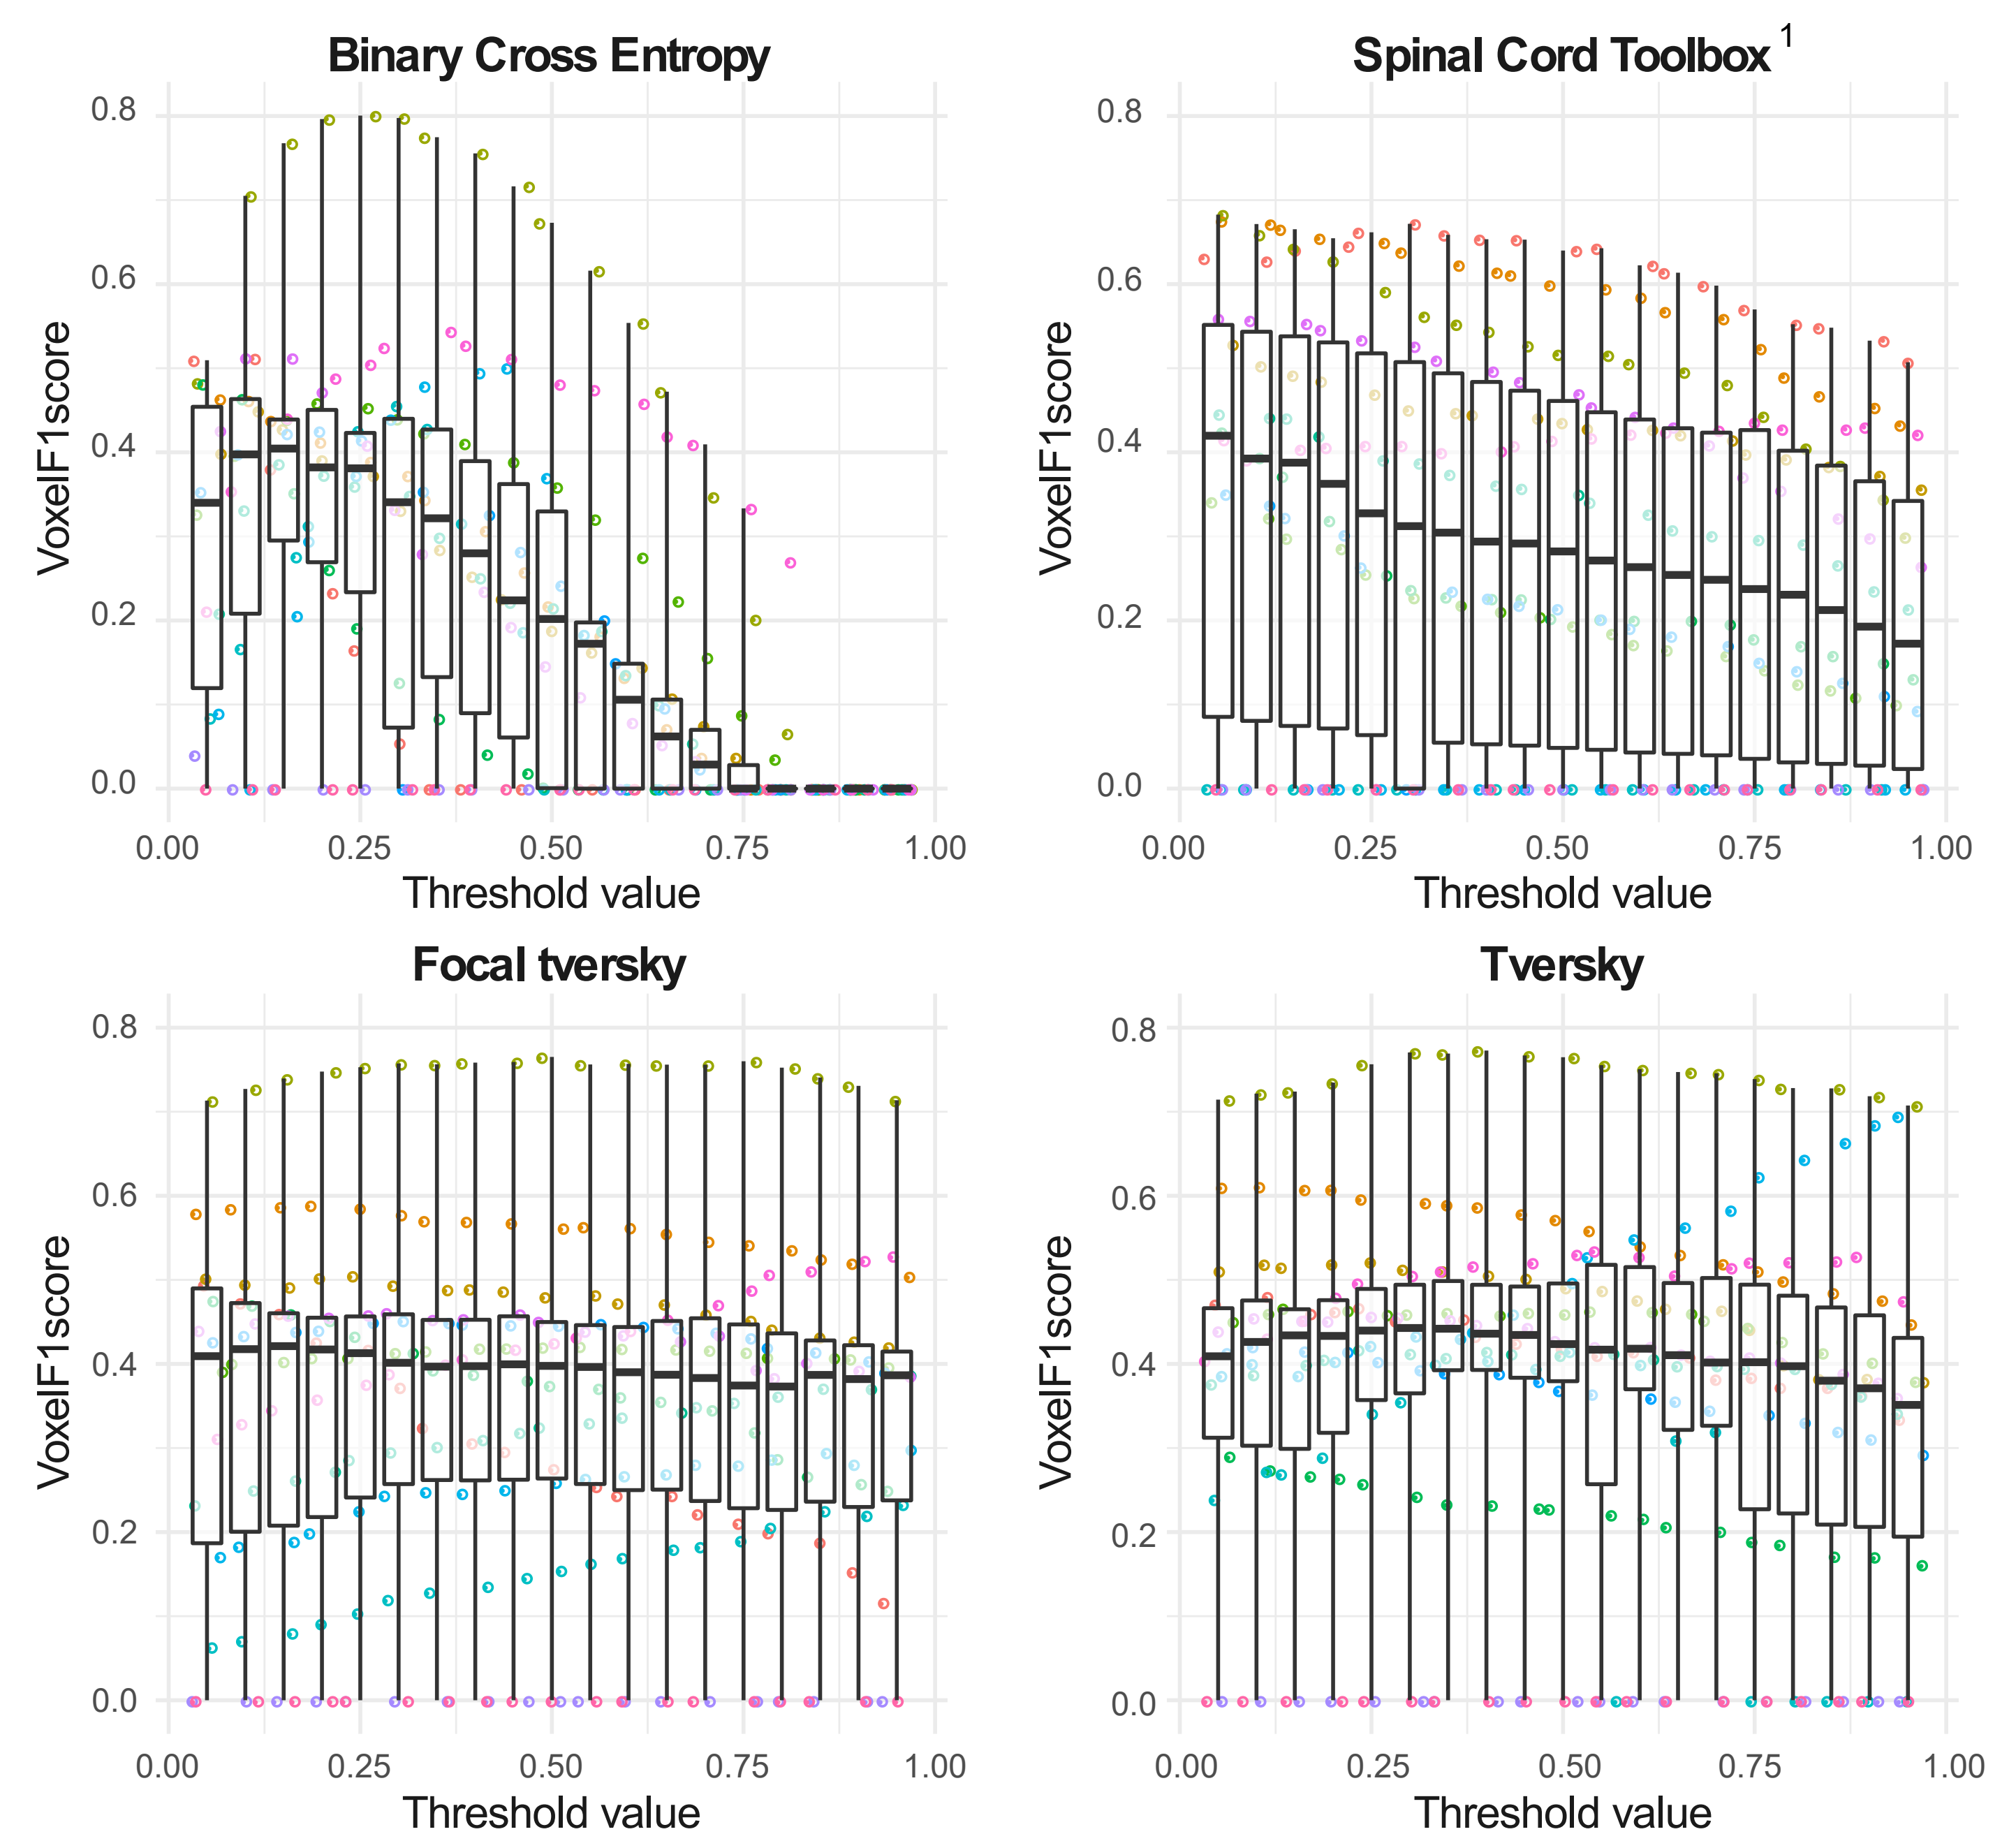 Binary Cross Entropy
VoxelF1score
0.8
0.6
0.4
0.2
0.0
0.00 0.25 0.50 0.75 1.00
Threshold value
Spinal Cord Toolbox 1
VoxelF1score
0.8
0.6
0.4
0.2
0.0
0.00 0.25 0.50 0.75 1.00
Threshold value
Focal tversky
VoxelF1score
0.8
0.6
0.4
0.2
0.0
0.00 0.25 0.50 0.75 1.00
Threshold value
Tversky
VoxelF1score
0.8
0.6
0.4
0.2
0.0
0.00 0.25 0.50 0.75 1.00
Threshold value